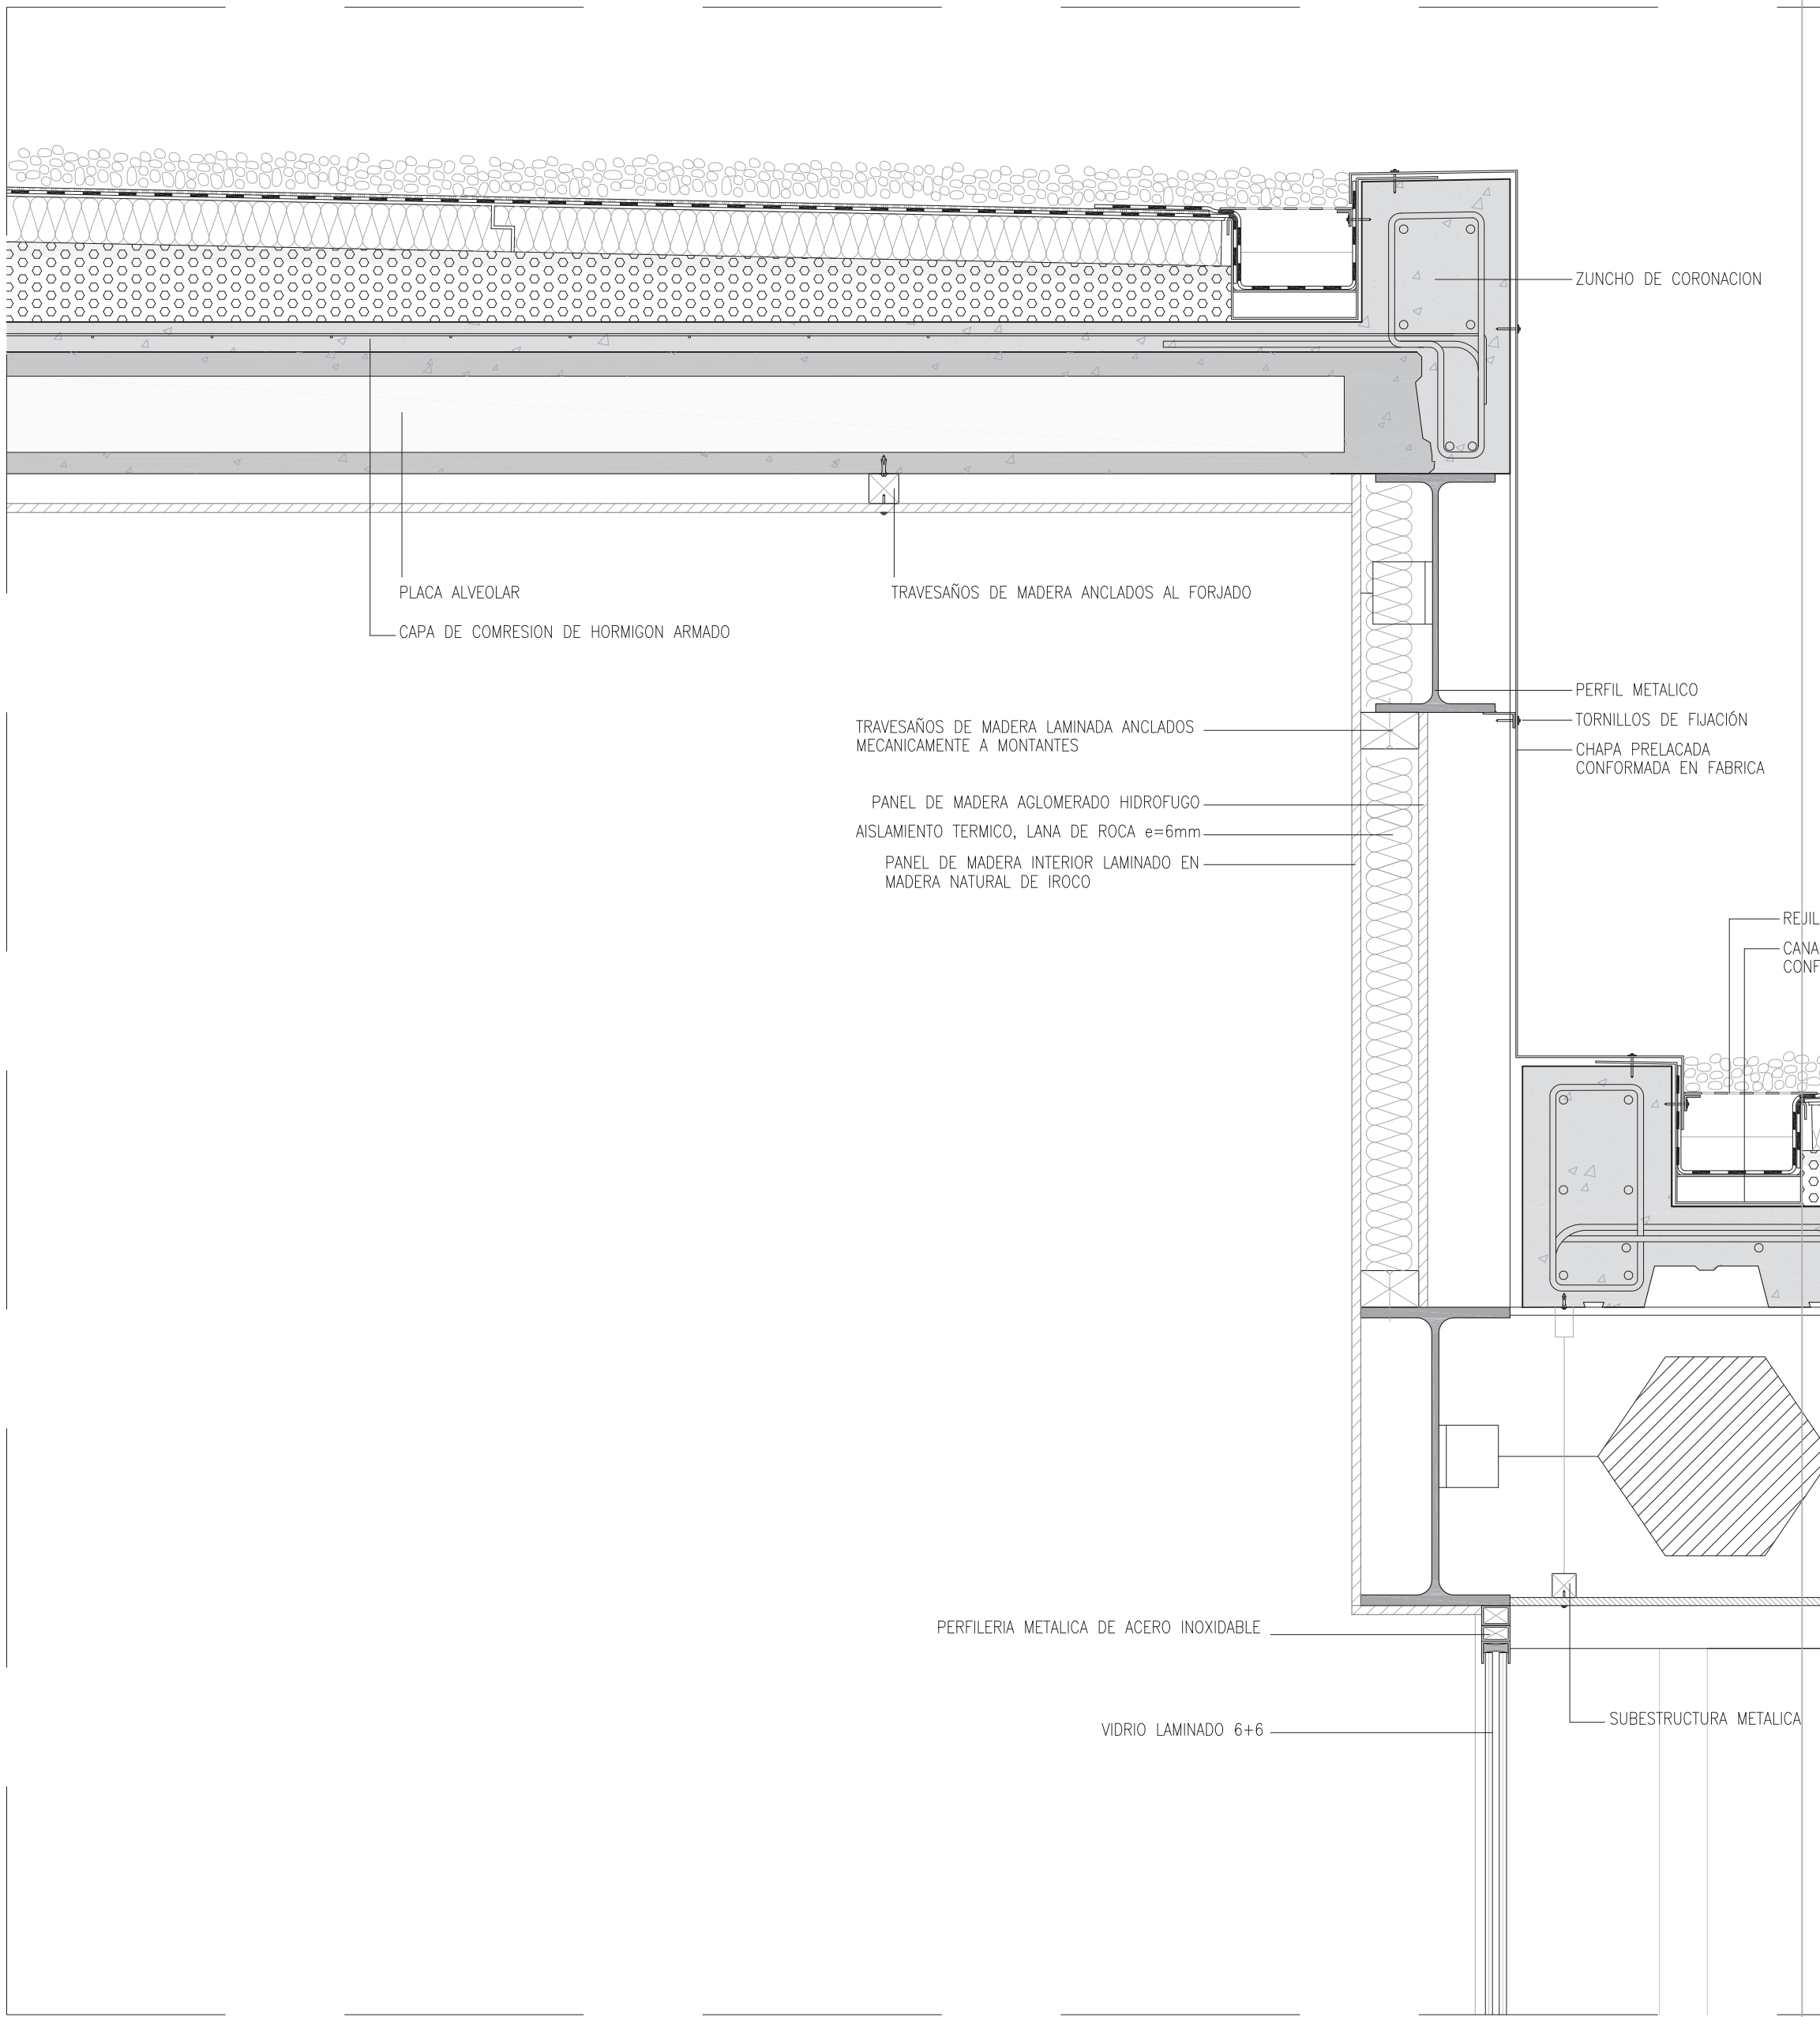 ZUNCHO DE CORONACION
PLACA ALVEOLAR
TRAVESAÑOS DE MADERA ANCLADOS AL FORJADO
CAPA DE COMRESION DE HORMIGON ARMADO
PERFIL METALICO
TORNILLOS DE FIJACIÓN
CHAPA PRELACADA
CONFORMADA EN FABRICA
TRAVESAÑOS DE MADERA LAMINADA ANCLADOS
MECANICAMENTE A MONTANTES
PANEL DE MADERA AGLOMERADO HIDROFUGO
AISLAMIENTO TERMICO, LANA DE ROCA e=6mm
PANEL DE MADERA INTERIOR LAMINADO EN
MADERA NATURAL DE IROCO
REJIL
CANA
CONF
PERFILERIA METALICA DE ACERO INOXIDABLE
SUBESTRUCTURA METALICA
VIDRIO LAMINADO 6+6